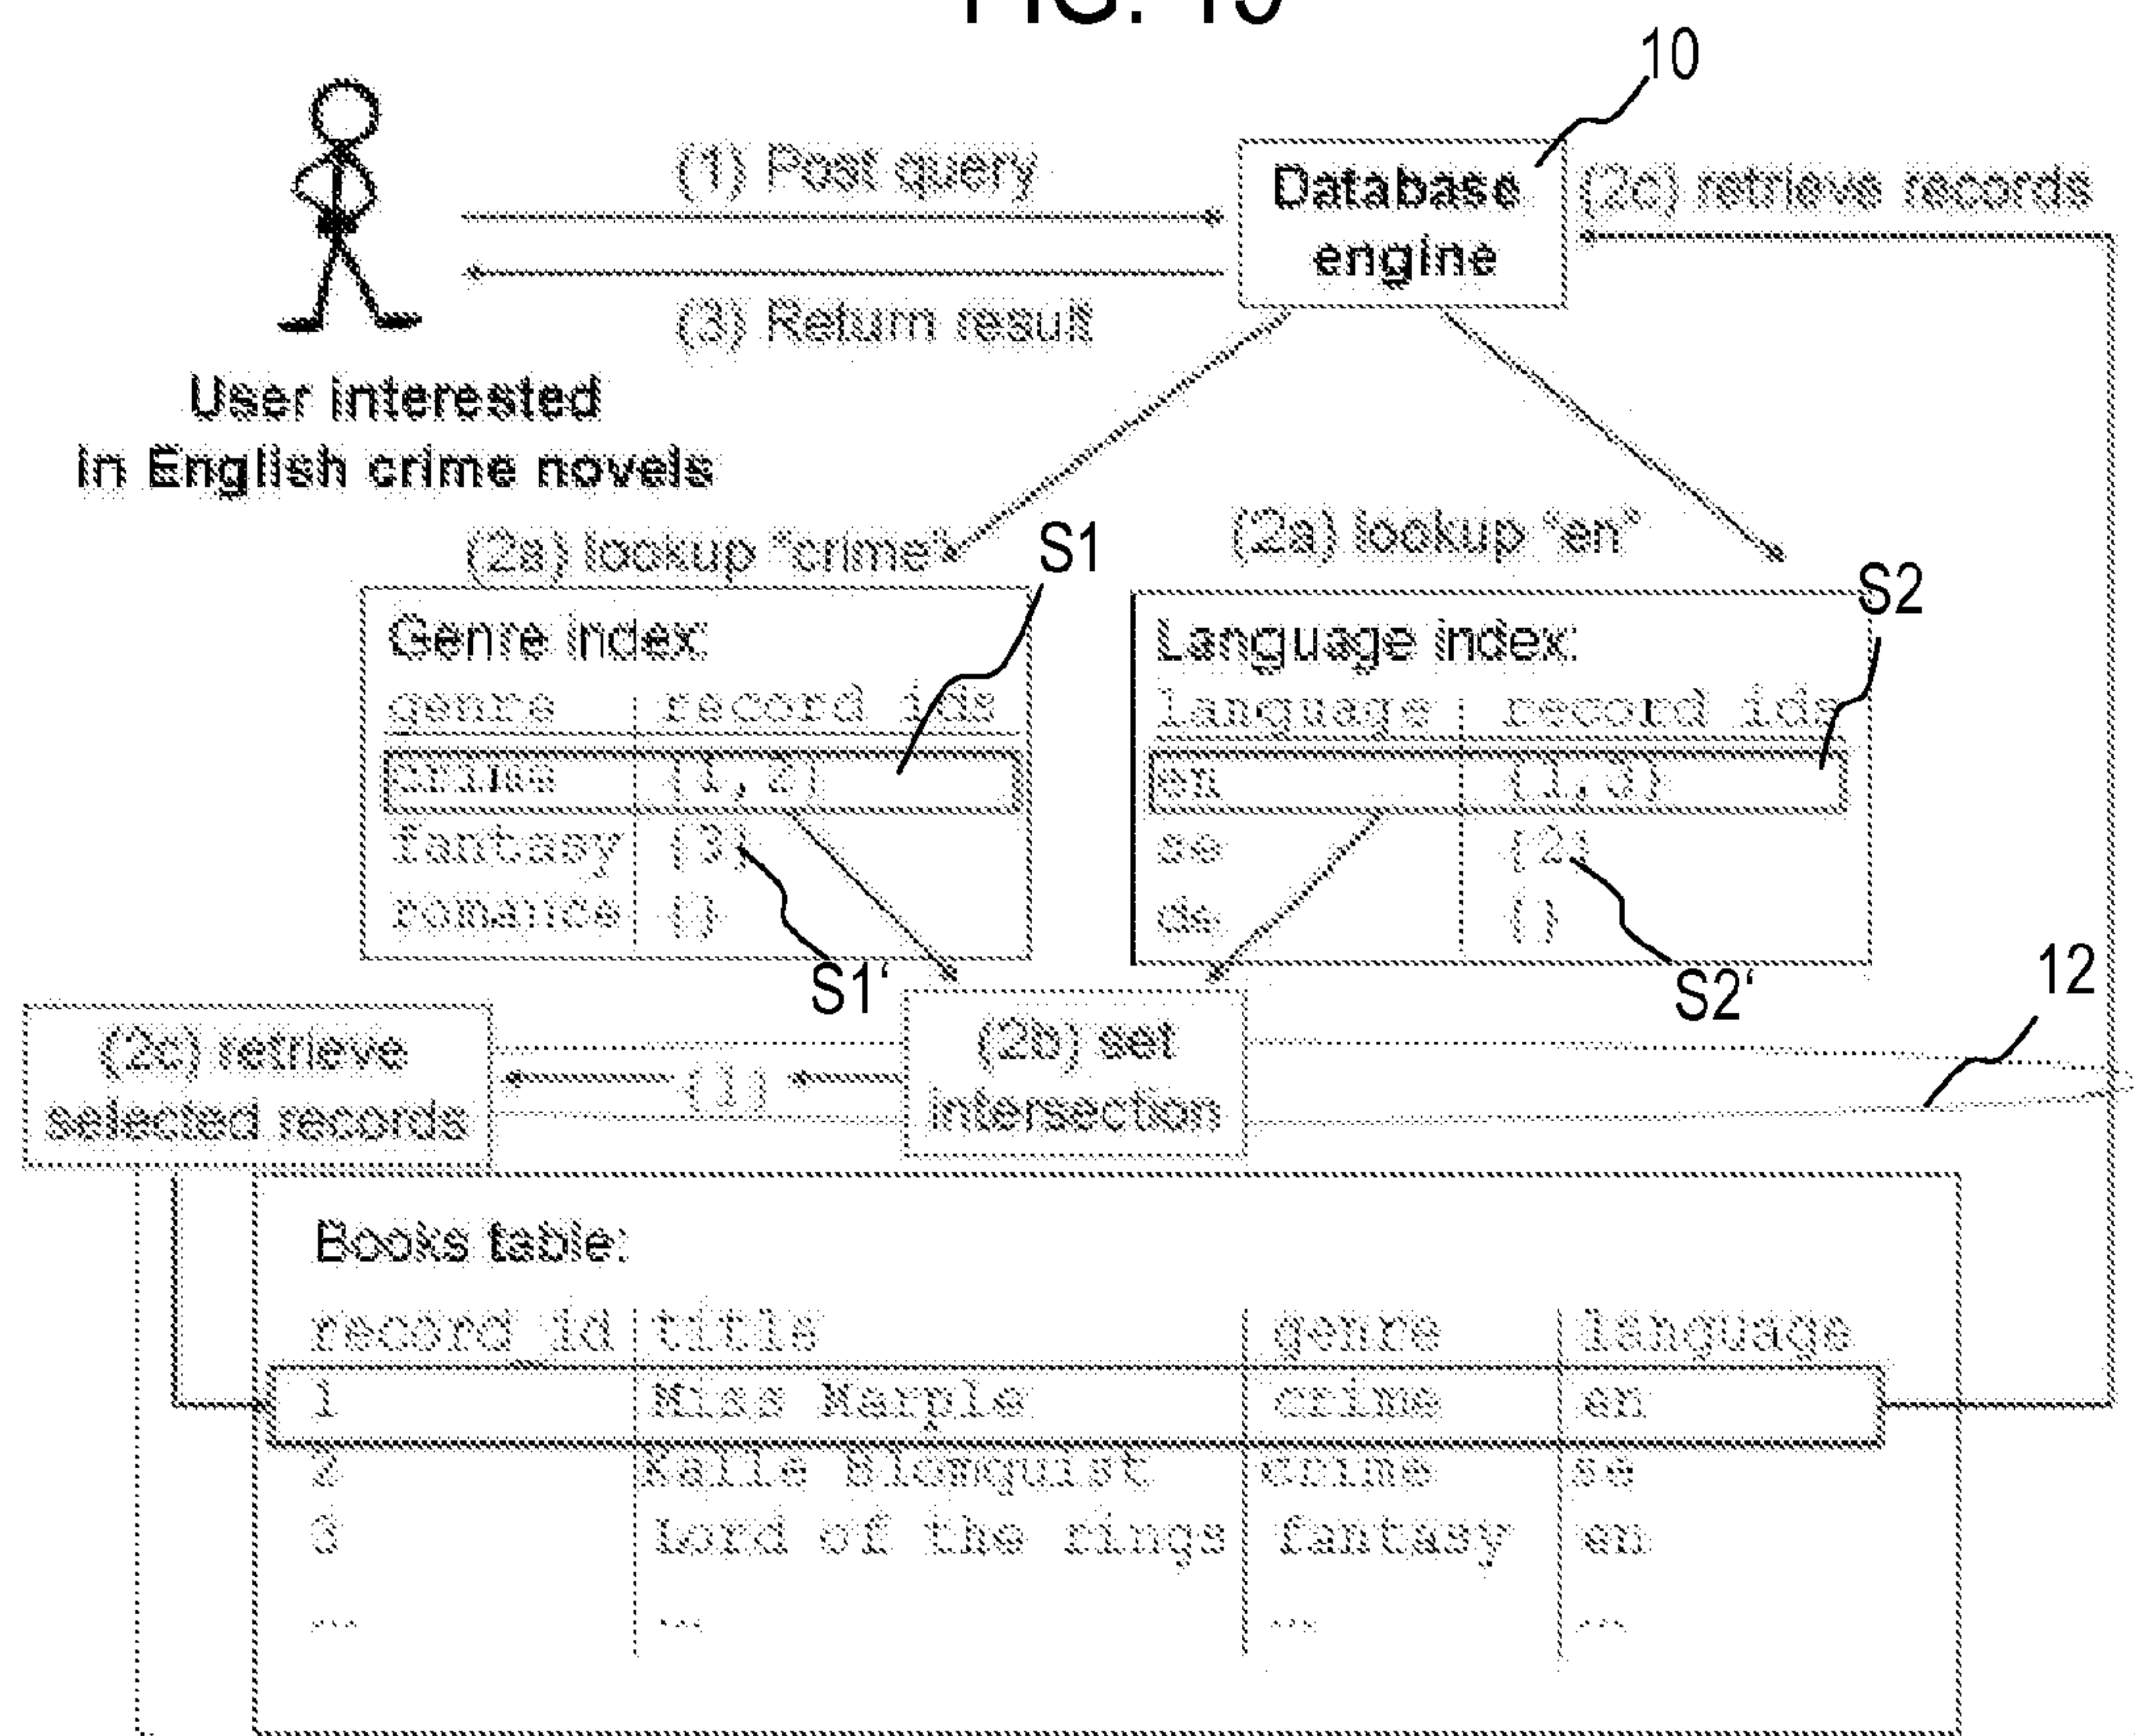 FIG. 15
10
(1) Post query
Database
engine
(2c) retrieve records
(3) Return result
User interested
in English crime novels
(2a) lookup "crime"
S1
(2a) lookup "en"
S2
Genre index:
genre record ids
crime {1,2}
fantasy {3}
romance {}
S1‘
Language index:
language record ids
en {1,3}
se {2}
de {}
S2‘
12
(2c) retrieve
selected records
{1}
(2b) set
intersection
Books table:
record_id title genre language
1 Miss Marple crime en
2 Kalle Blomquist crime se
3 Lord of the rings fantasy en
... ... ... ...